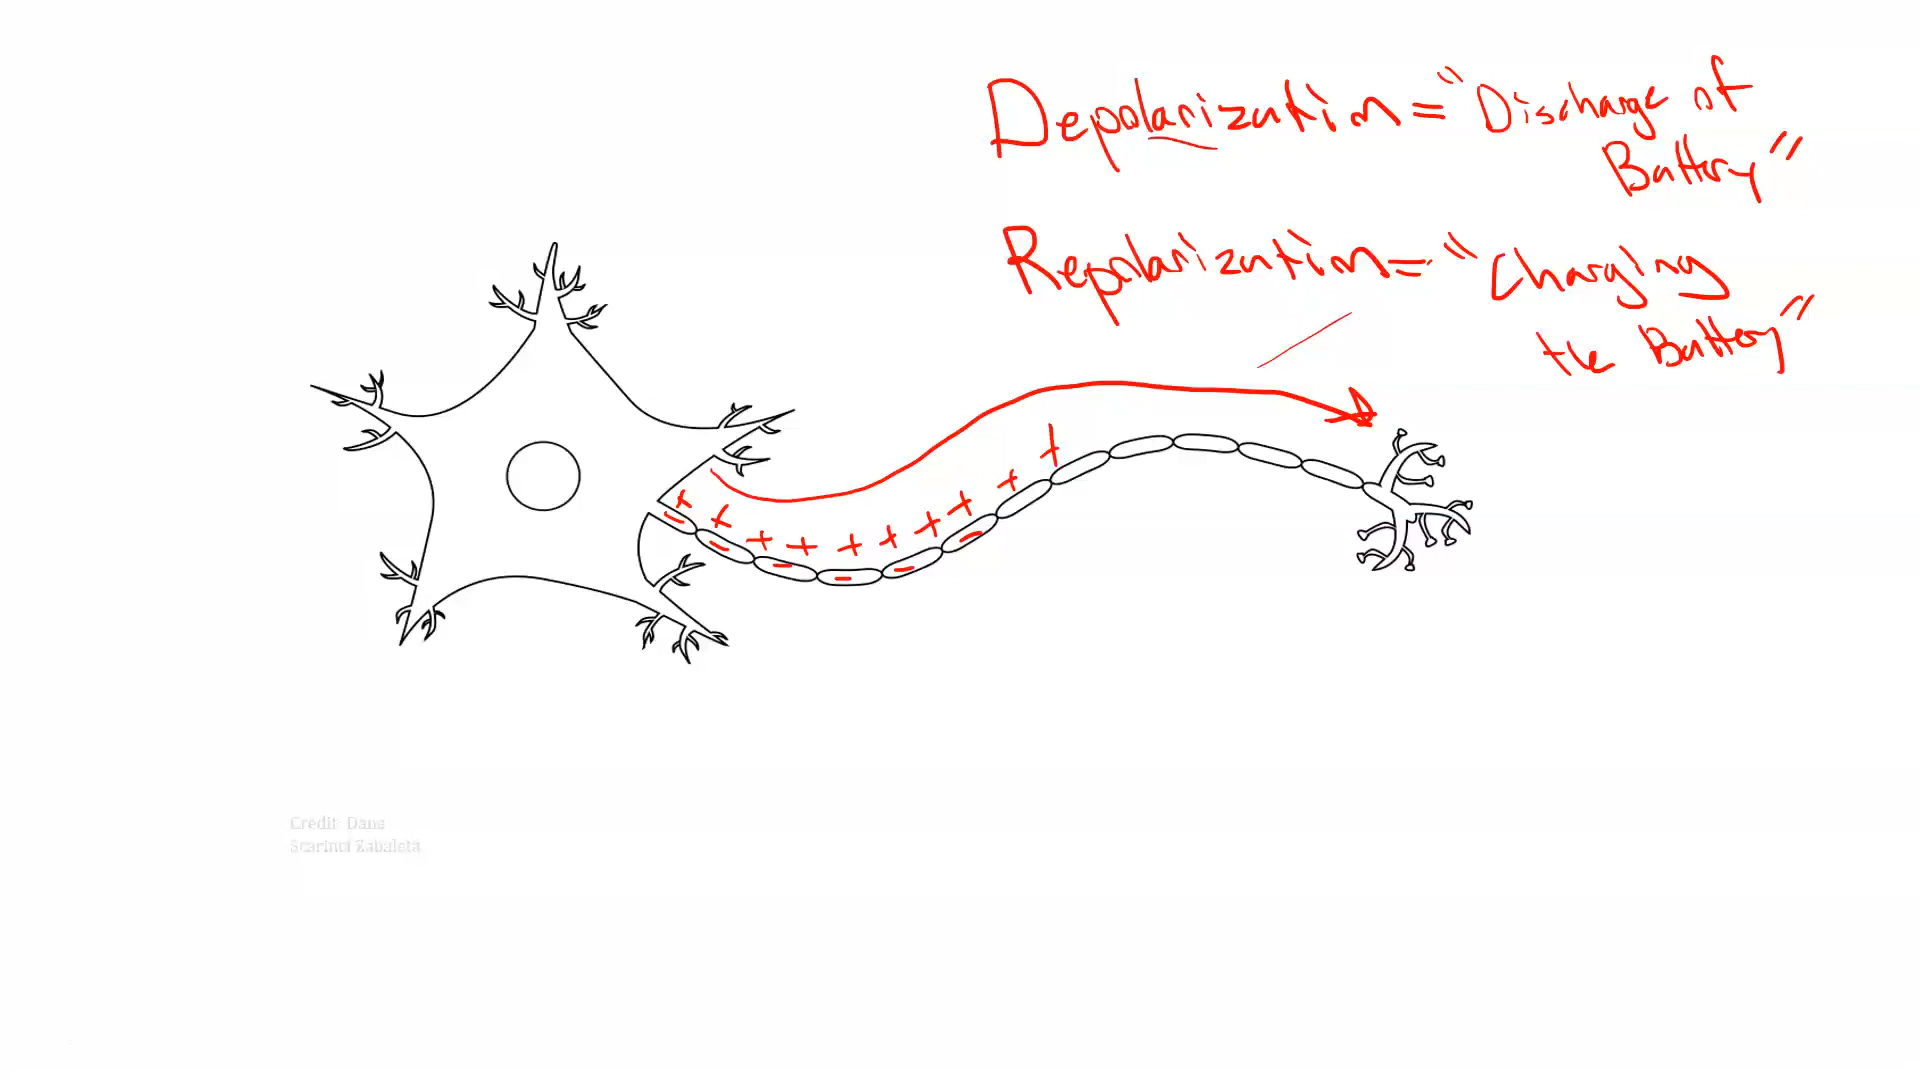 Depolarization = "Discharge of
Battery"
Repolarization = "Charging
the Battery"
Credit: Dana
Scarinci Zabaleta